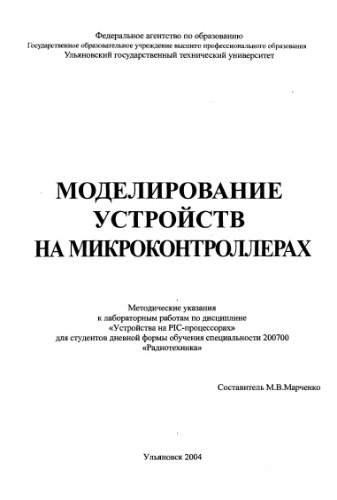 Федеральное агентство по образованию
Государственное образовательное учреждение высшего профессионального образования
Ульяновский государственный технический университет
МОДЕЛИРОВАНИЕ
УСТРОЙСТВ
НА МИКРОКОНТРОЛЛЕРАХ
Методические указания
к лабораторным работам по дисциплине
«Устройства на PIC-процессорах»
для студентов дневной формы обучения специальности 200700
«Радиотехника»
Составитель М.В.Марченко
Ульяновск 2004